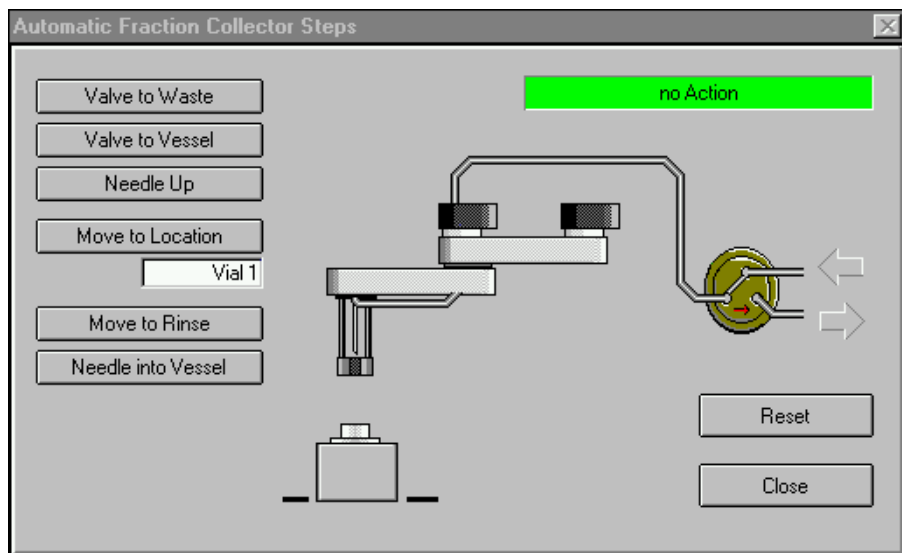 Automatic Fraction Collector Steps
Valve to Waste
no Action
Valve to Vessel
Needle Up
Move to Location
Vial 1
Move to Rinse
Needle into Vessel
Reset
Close